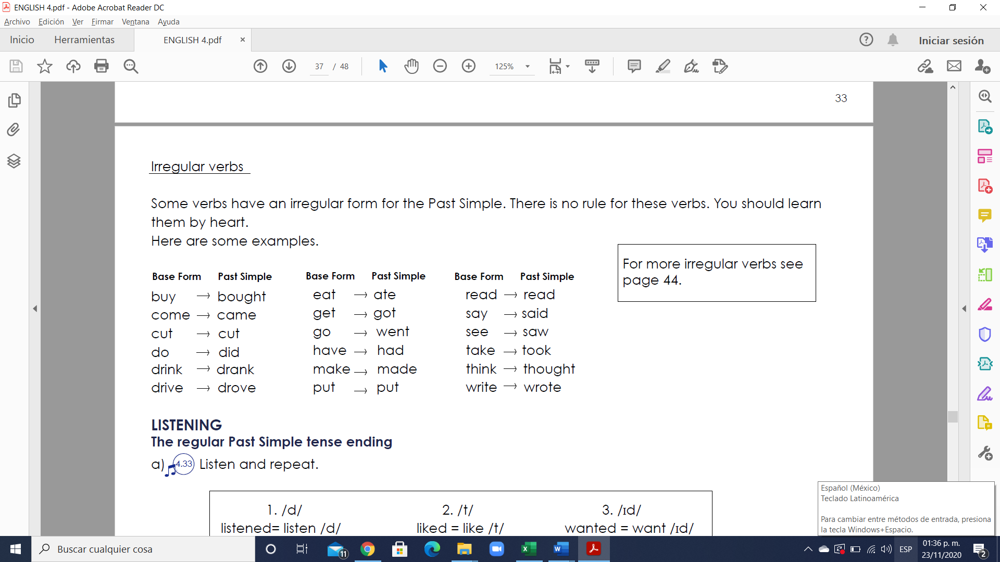 ENGLISH 4.pdf - Adobe Acrobat Reader DC
Archivo Edición Ver Firmar Ventana Ayuda
Inicio Herramientas ENGLISH 4.pdf × Iniciar sesión
37 / 48 125%
33
Irregular verbs
Some verbs have an irregular form for the Past Simple. There is no rule for these verbs. You should learn
them by heart.
Here are some examples.
For more irregular verbs see
page 44.
Base Form Past Simple Base Form Past Simple Base Form Past Simple
buy → bought eat → ate read → read
come → came get → got say → said
cut → cut go → went see → saw
do → did have → had take → took
drink → drank make → made think → thought
drive → drove put → put write → wrote
LISTENING
The regular Past Simple tense ending
a) 4.33 Listen and repeat.
1. /d/ 2. /t/ 3. /ɪd/
listened= listen /d/ liked = like /t/ wanted = want /ɪd/
Español (México)
Teclado Latinoamérica
Para cambiar entre métodos de entrada, presiona
la tecla Windows+Espacio.
Buscar cualquier cosa
11
ESP
01:36 p. m.
23/11/2020
2